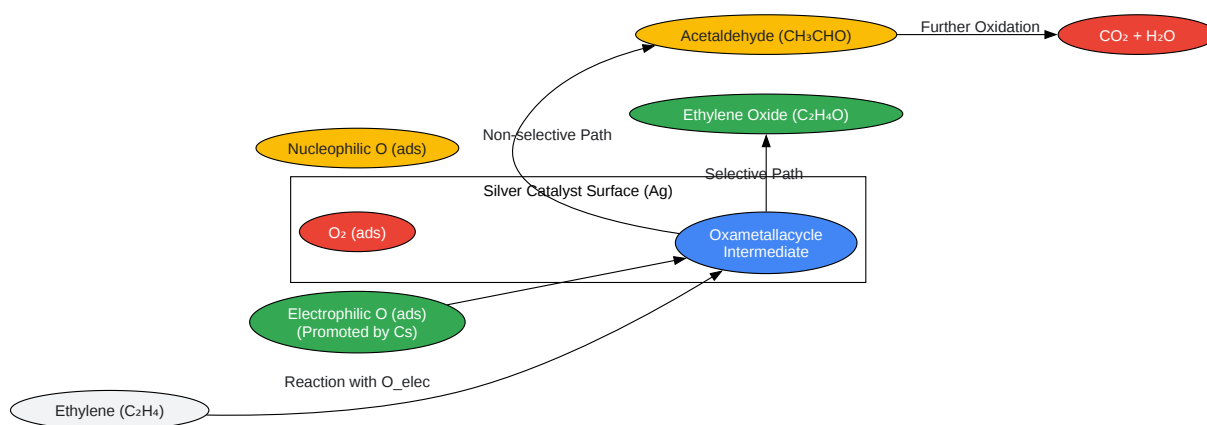 Acetaldehyde (CH₃CHO)
Further Oxidation
CO₂ + H₂O
Ethylene Oxide (C₂H₄O)
Non-selective Path
Nucleophilic O (ads)
Selective Path
Silver Catalyst Surface (Ag)
O₂ (ads)
Oxametallacycle
Intermediate
Electrophilic O (ads)
(Promoted by Cs)
Reaction with O_elec
Ethylene (C₂H₄)